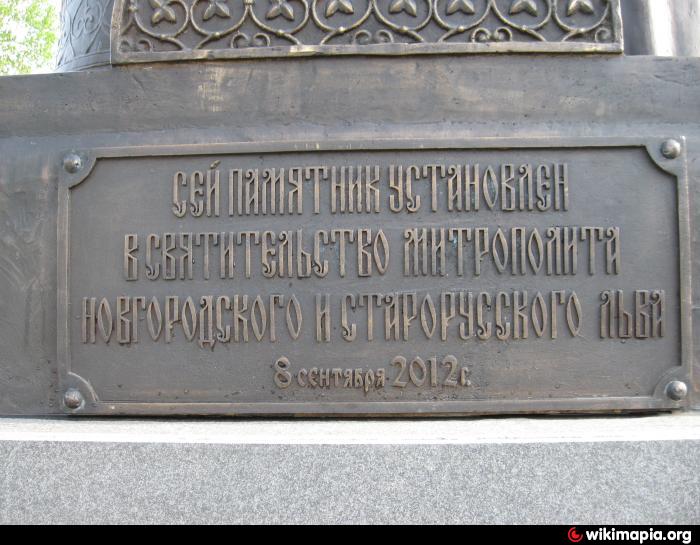 СЕЙ ПАМЯТНИК УСТАНОВЛЕН
В СВЯТИТЕЛЬСТВО МИТРОПОЛИТА
НОВГОРОДСКОГО И СТАРОРУССКОГО ЛЬВА
8 сентября 2012 г.
wikimapia.org